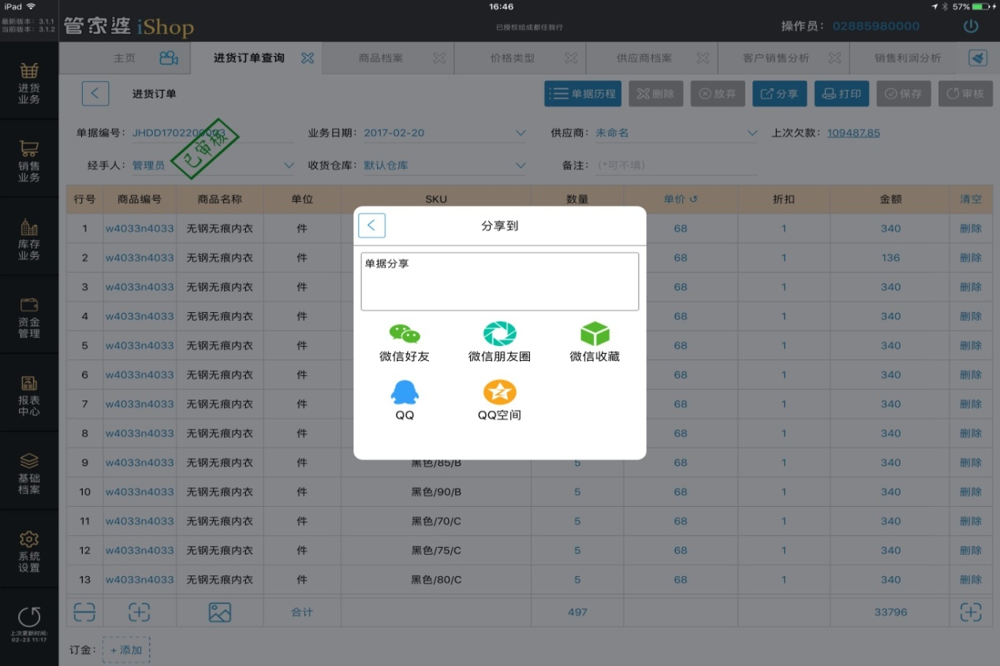 iPad 16:46 57%
最新版本: 3.1.1
当前版本: 3.1.2
管家婆 iShop
已授权给成都任我行
操作员: 02885980000
主页 进货订单查询 商品档案 价格类型 供应商档案 客户销售分析 销售利润分析
进货业务
销售业务
库存业务
资金管理
报表中心
基础档案
系统设置
上次更新时间:
02-23 11:17
进货订单 单据历程 删除 放弃 分享 打印 保存 审核
单据编号: JHDD1702200093 业务日期: 2017-02-20 供应商: 未命名 上次欠款: 109487.85
已审核
经手人: 管理员 收货仓库: 默认仓库 备注: (*可不填)
行号 商品编号 商品名称 单位 SKU 数量 单价 折扣 金额 清空
1 w4033n4033 无钢无痕内衣 件 68 1 340 删除
2 w4033n4033 无钢无痕内衣 件 68 1 136 删除
3 w4033n4033 无钢无痕内衣 件 68 1 340 删除
4 w4033n4033 无钢无痕内衣 件 68 1 340 删除
5 w4033n4033 无钢无痕内衣 件 68 1 340 删除
6 w4033n4033 无钢无痕内衣 件 68 1 340 删除
7 w4033n4033 无钢无痕内衣 件 68 1 340 删除
8 w4033n4033 无钢无痕内衣 件 68 1 340 删除
9 w4033n4033 无钢无痕内衣 件 黑色/85/B 5 68 1 340 删除
10 w4033n4033 无钢无痕内衣 件 黑色/90/B 5 68 1 340 删除
11 w4033n4033 无钢无痕内衣 件 黑色/70/C 5 68 1 340 删除
12 w4033n4033 无钢无痕内衣 件 黑色/75/C 5 68 1 340 删除
13 w4033n4033 无钢无痕内衣 件 黑色/80/C 5 68 1 340 删除
合计 497 33796
订金: + 添加
分享到
单据分享
微信好友 微信朋友圈 微信收藏
QQ QQ空间